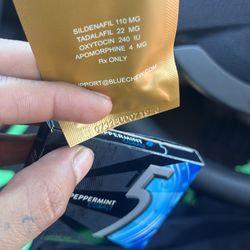 SILDENAFIL 110 MG
TADALAFIL 22 MG
OXYTOCIN 240 IU
APOMORPHINE 4 MG
Rx ONLY
SUPPORT@BLUECHEW
PEPPERMINT
5
PEPPERMINT